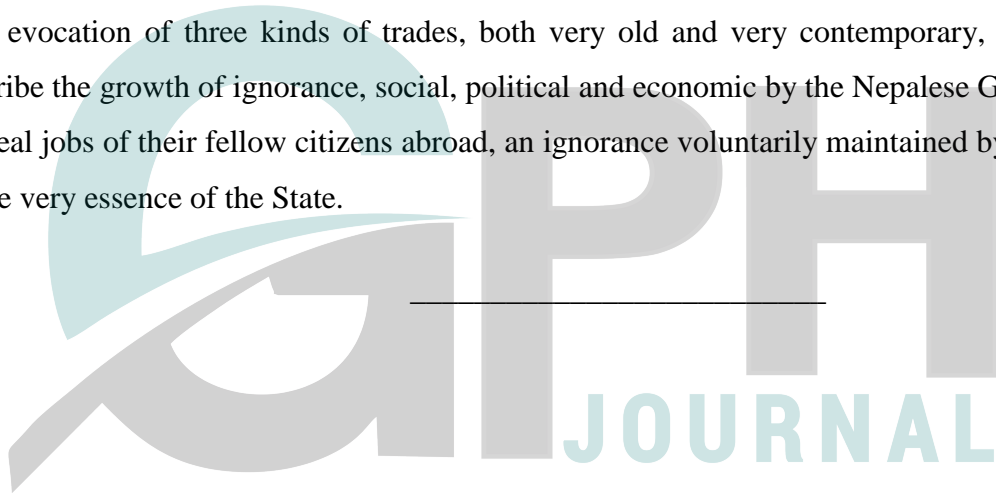 evocation of three kinds of trades, both very old and very contemporary,
ribe the growth of ignorance, social, political and economic by the Nepalese G
eal jobs of their fellow citizens abroad, an ignorance voluntarily maintained by
e very essence of the State.
GPH
JOURNAL